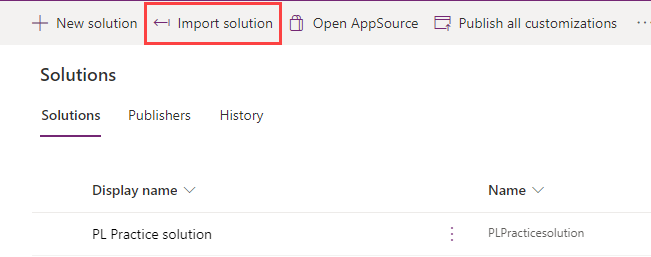 New solution Import solution Open AppSource Publish all customizations ...
Solutions
Solutions Publishers History
Display name Name
PL Practice solution PLPracticesolution